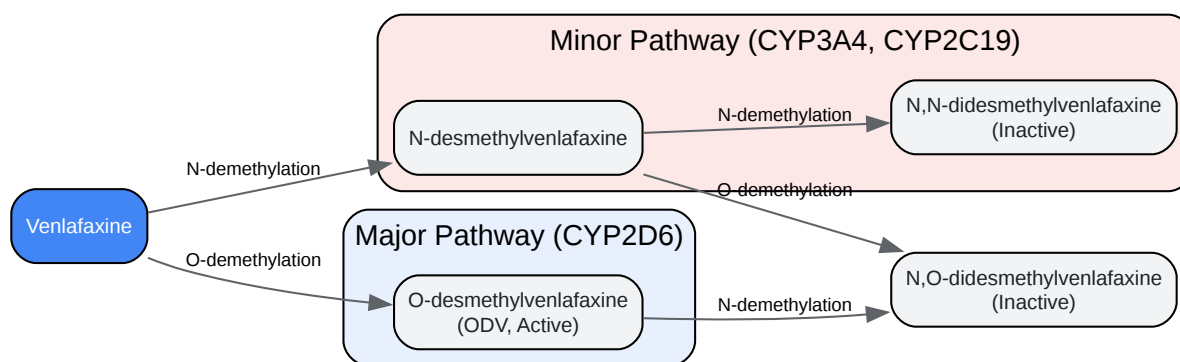 Minor Pathway (CYP3A4, CYP2C19)
N-desmethylvenlafaxine
N-demethylation
N,N-didesmethylvenlafaxine
(Inactive)
N-demethylation
O-demethylation
Venlafaxine
Major Pathway (CYP2D6)
O-demethylation
O-desmethylvenlafaxine
(ODV, Active)
N-demethylation
N,O-didesmethylvenlafaxine
(Inactive)